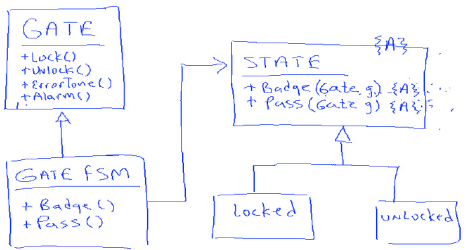 GATE
+Lock()
+Unlock()
+ErrorTone()
+Alarm()
{A}
STATE
+ Badge(Gate g) {A}
+ Pass(Gate g) {A}
GATE FSM
+ Badge()
+ Pass()
Locked
UNLocked